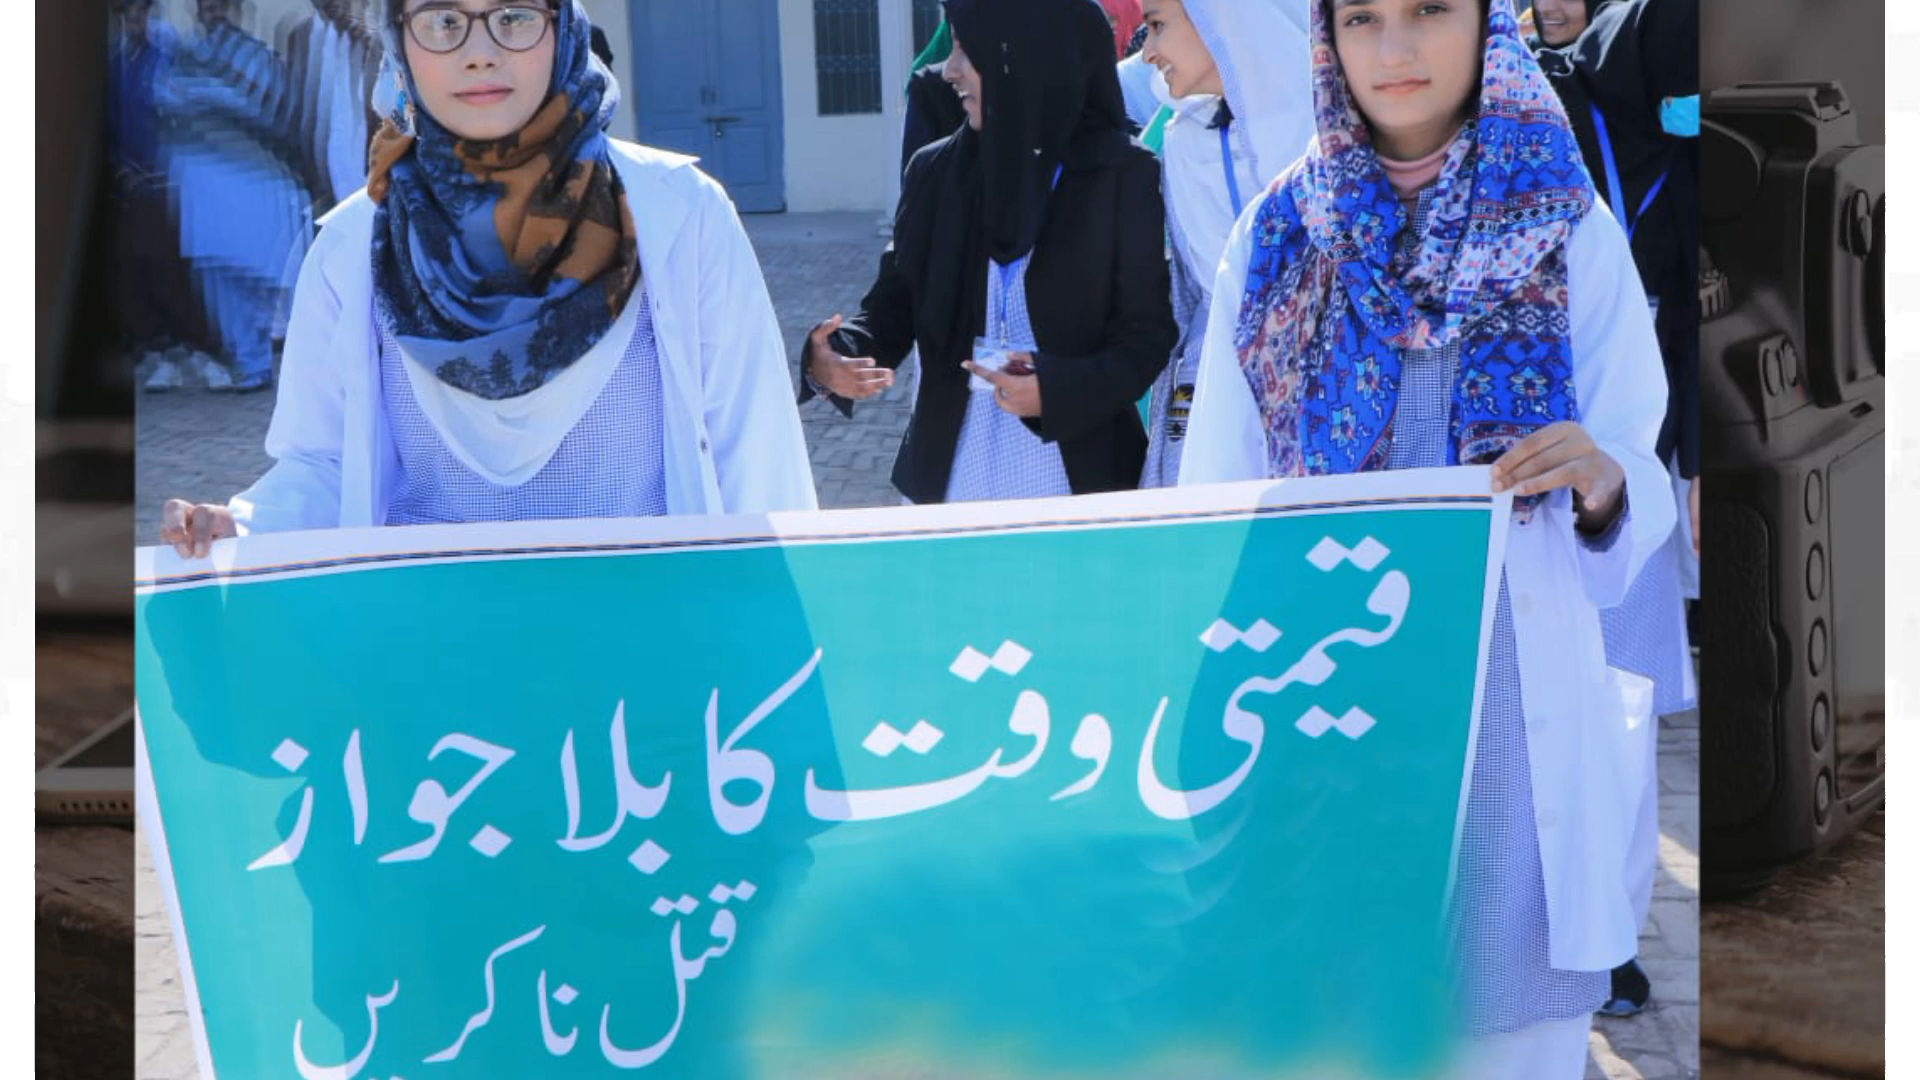 قیمتی وقت کا بلا جواز
قتل نا کریں